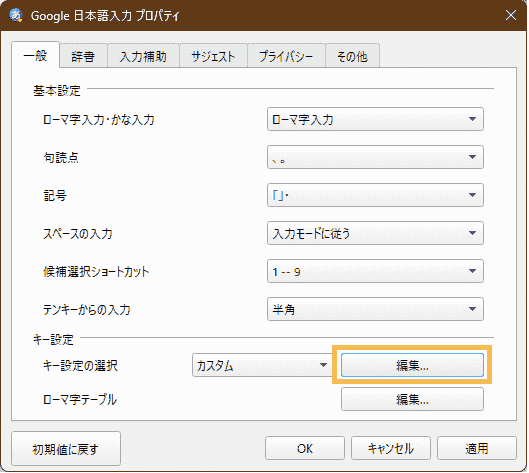 Google 日本語入力 プロパティ
一般 辞書 入力補助 サジェスト プライバシー その他
基本設定
ローマ字入力・かな入力 ローマ字入力
句読点 、。
記号 「」・
スペースの入力 入力モードに従う
候補選択ショートカット 1 -- 9
テンキーからの入力 半角
キー設定
キー設定の選択 カスタム 編集...
ローマ字テーブル 編集...
初期値に戻す OK キャンセル 適用